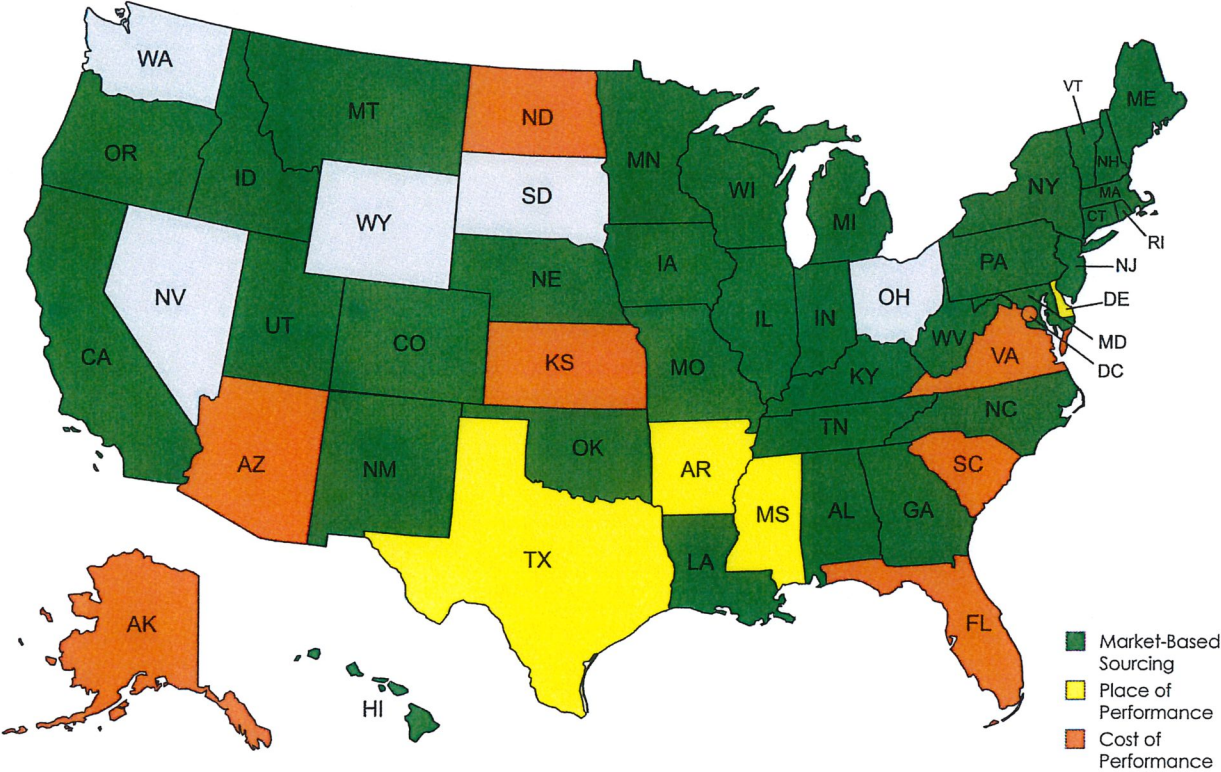 WA
MT
ND
VT
ME
OR
ID
MN
NH
SD
WI
NY
MA
WY
MI
CT
RI
IA
PA
NJ
NE
NV
OH
DE
UT
IL
IN
CO
WV
MD
CA
KS
VA
DC
MO
KY
NC
TN
OK
AZ
NM
AR
SC
MS
AL
GA
TX
LA
AK
FL
HI
Market-Based
Sourcing
Place of
Performance
Cost of
Performance